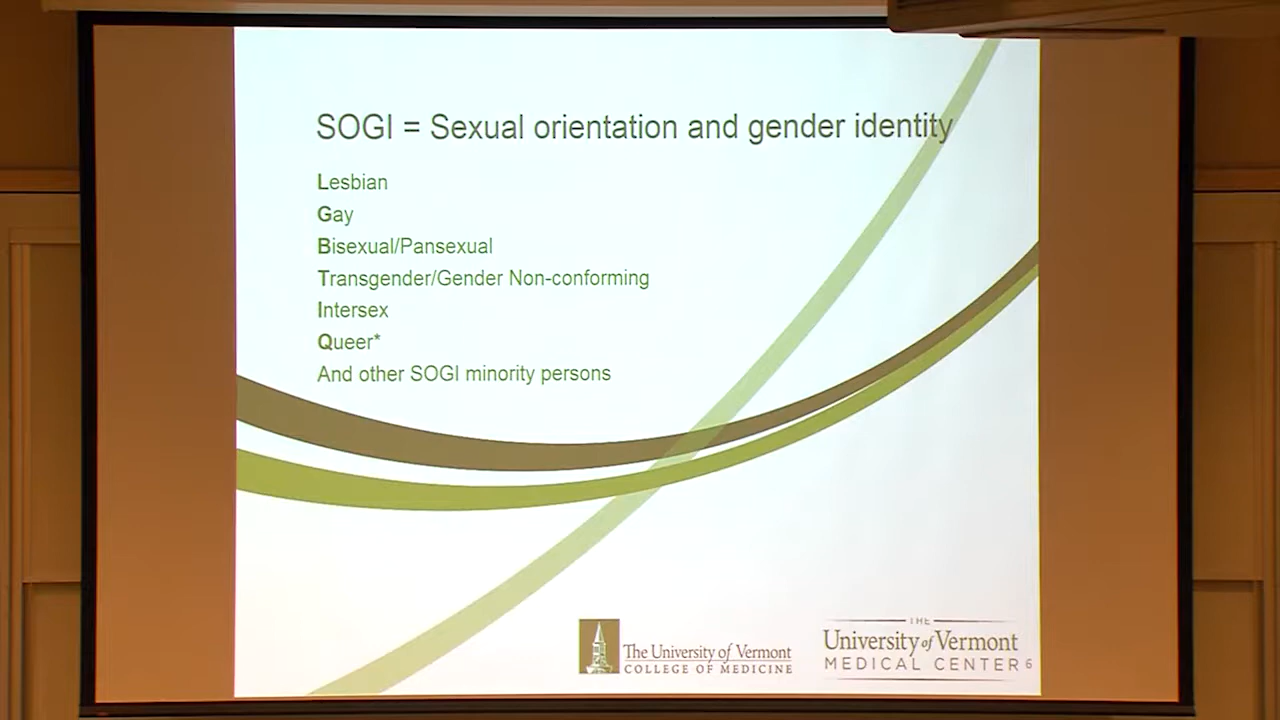 SOGI = Sexual orientation and gender identity
Lesbian
Gay
Bisexual/Pansexual
Transgender/Gender Non-conforming
Intersex
Queer*
And other SOGI minority persons
The University of Vermont
COLLEGE OF MEDICINE
THE
University of Vermont
MEDICAL CENTER
6